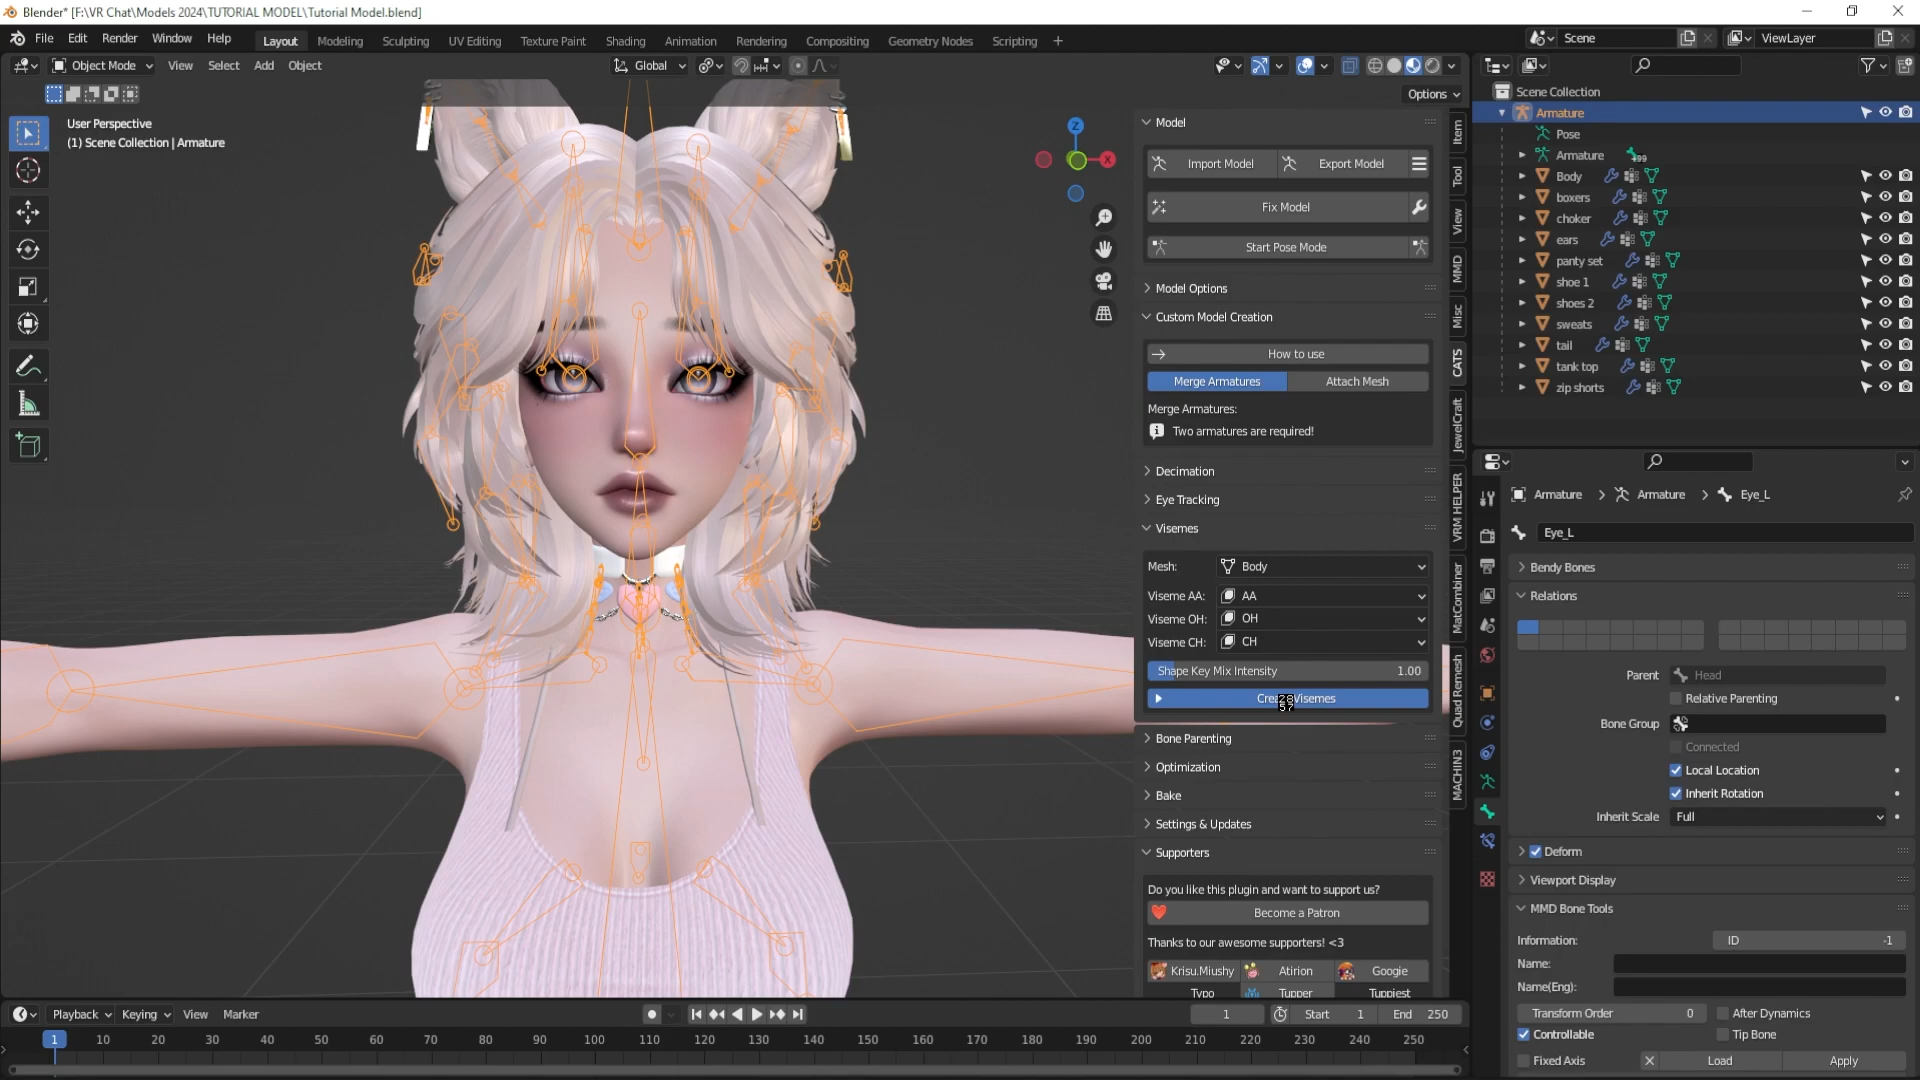 Blender* [F:\VR Chat\Models 2024\TUTORIAL MODEL\Tutorial Model.blend]
File Edit Render Window Help Layout Modeling Sculpting UV Editing Texture Paint Shading Animation Rendering Compositing Geometry Nodes Scripting + Scene ViewLayer
Object Mode View Select Add Object Global
Options
User Perspective
(1) Scene Collection | Armature
Z
X
Model
Import Model Export Model
Fix Model
Start Pose Mode
Model Options
Custom Model Creation
How to use
Merge Armatures Attach Mesh
Merge Armatures:
Two armatures are required!
Decimation
Eye Tracking
Visemes
Mesh: Body
Viseme AA: AA
Viseme OH: OH
Viseme CH: CH
Shape Key Mix Intensity 1.00
Visemes
Bone Parenting
Optimization
Bake
Settings & Updates
Supporters
Do you like this plugin and want to support us?
Become a Patron
Thanks to our awesome supporters! <3
Krisu.Miushy Atirion Googie
Typo Tupper Tuppiest
Item
Tool
View
MMD
Misc
CATS
JewelCraft
VRM HELPER
MatCombiner
Quad Remesh
MACHIN3
Scene Collection
Armature
Pose
Armature
Body
boxers
choker
ears
panty set
shoe 1
shoes 2
sweats
tail
tank top
zip shorts
Armature Armature Eye_L
Eye_L
Bendy Bones
Relations
Parent Head
Relative Parenting
Bone Group
Connected
Local Location
Inherit Rotation
Inherit Scale Full
Deform
Viewport Display
MMD Bone Tools
Information: ID -1
Name:
Name(Eng):
Transform Order 0 After Dynamics
Controllable Tip Bone
Fixed Axis Load Apply
Playback Keying View Marker 1 Start 1 End 250
1 10 20 30 40 50 60 70 80 90 100 110 120 130 140 150 160 170 180 190 200 210 220 230 240 250